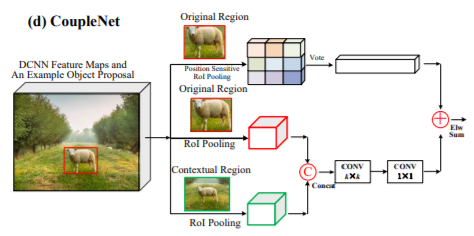 (d) CoupleNet
Original Region
DCNN Feature Maps and
An Example Object Proposal
Position Sensitive
RoI Pooling
Vote
Original Region
RoI Pooling
Elw
Sum
Contextual Region
C
Concat
CONV
k×k
CONV
1×1
RoI Pooling